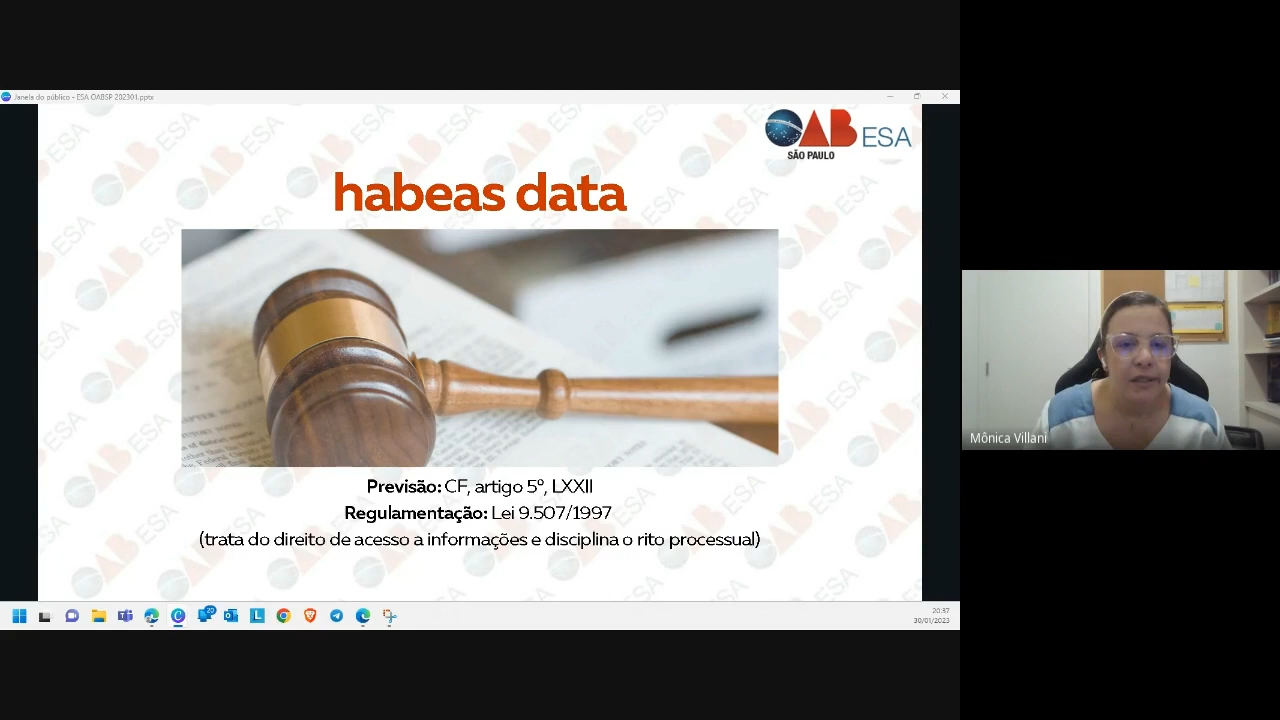 Janela do público - ESA OABSP 202301.pptx
OAB ESA
SÃO PAULO
habeas data
Previsão: CF, artigo 5º, LXXII
Regulamentação: Lei 9.507/1997
(trata do direito de acesso a informações e disciplina o rito processual)
Mônica Villani
20
20:37
30/01/2023